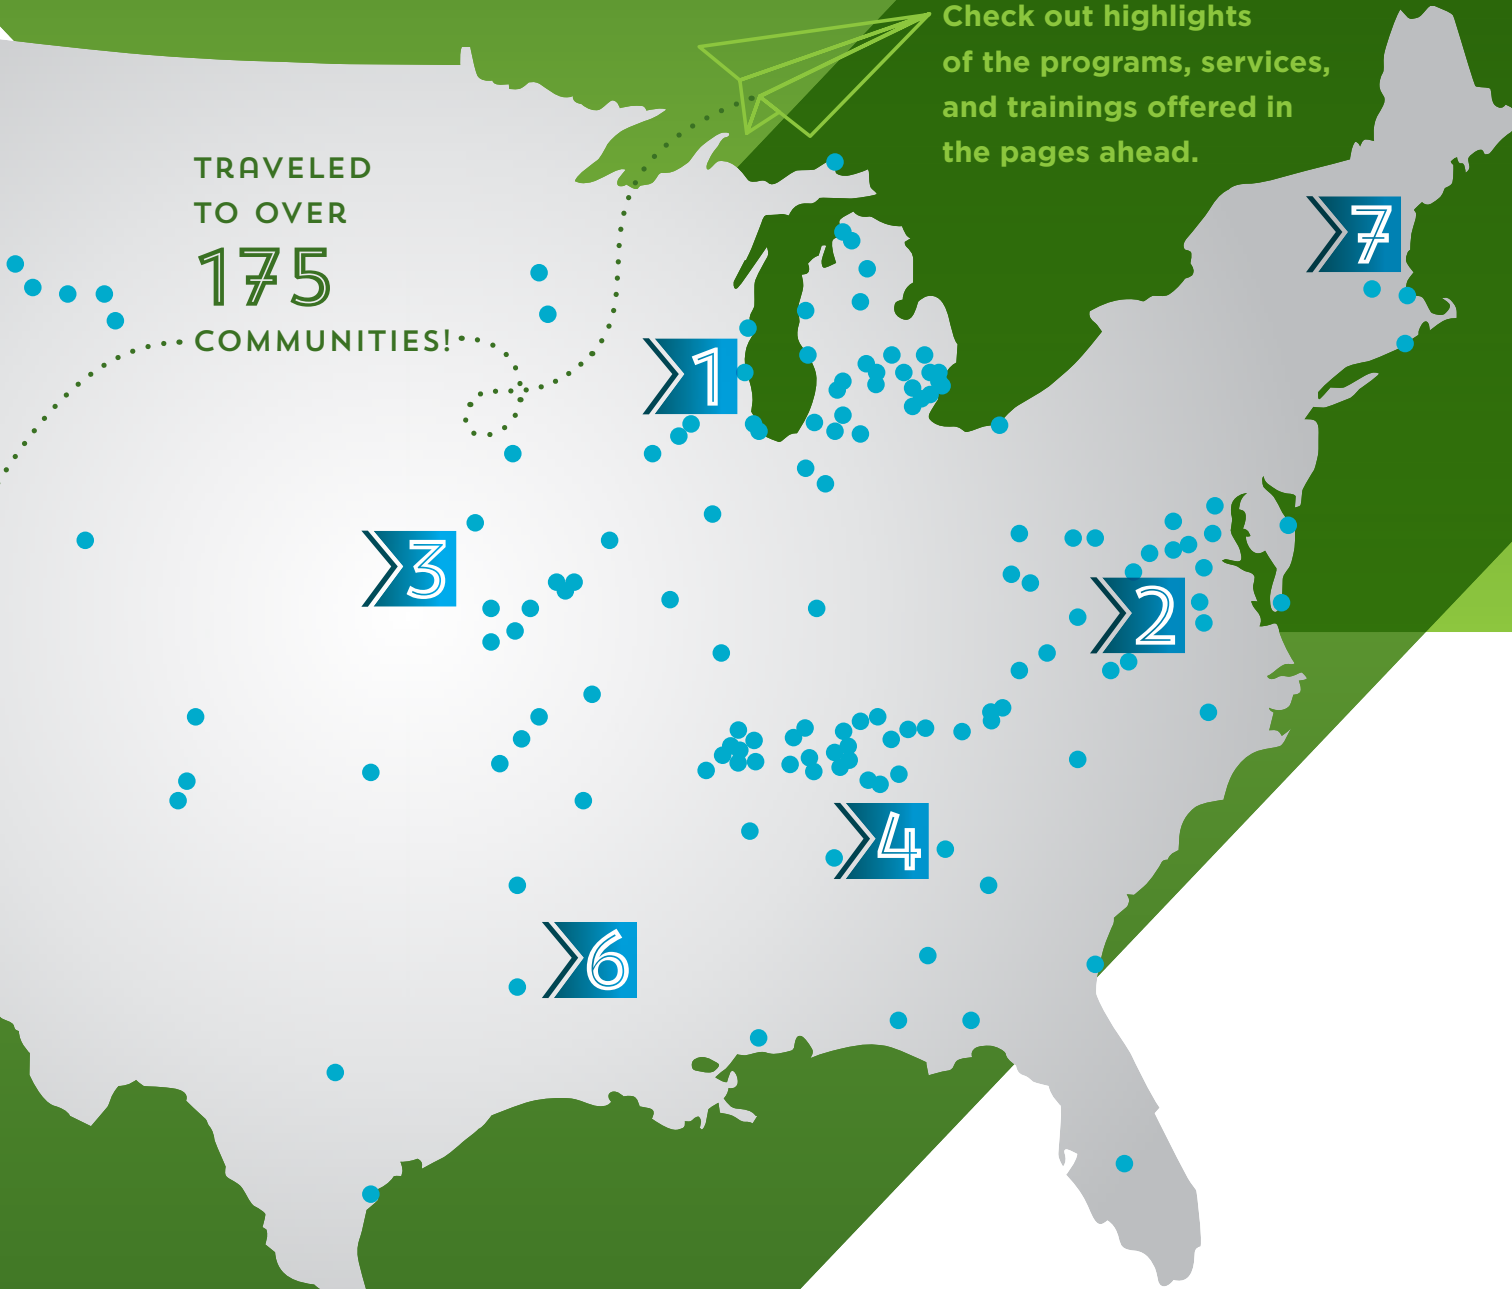 Check out highlights
of the programs, services,
and trainings offered in
the pages ahead.
TRAVELED
TO OVER
175
COMMUNITIES!
7
1
3
2
4
6